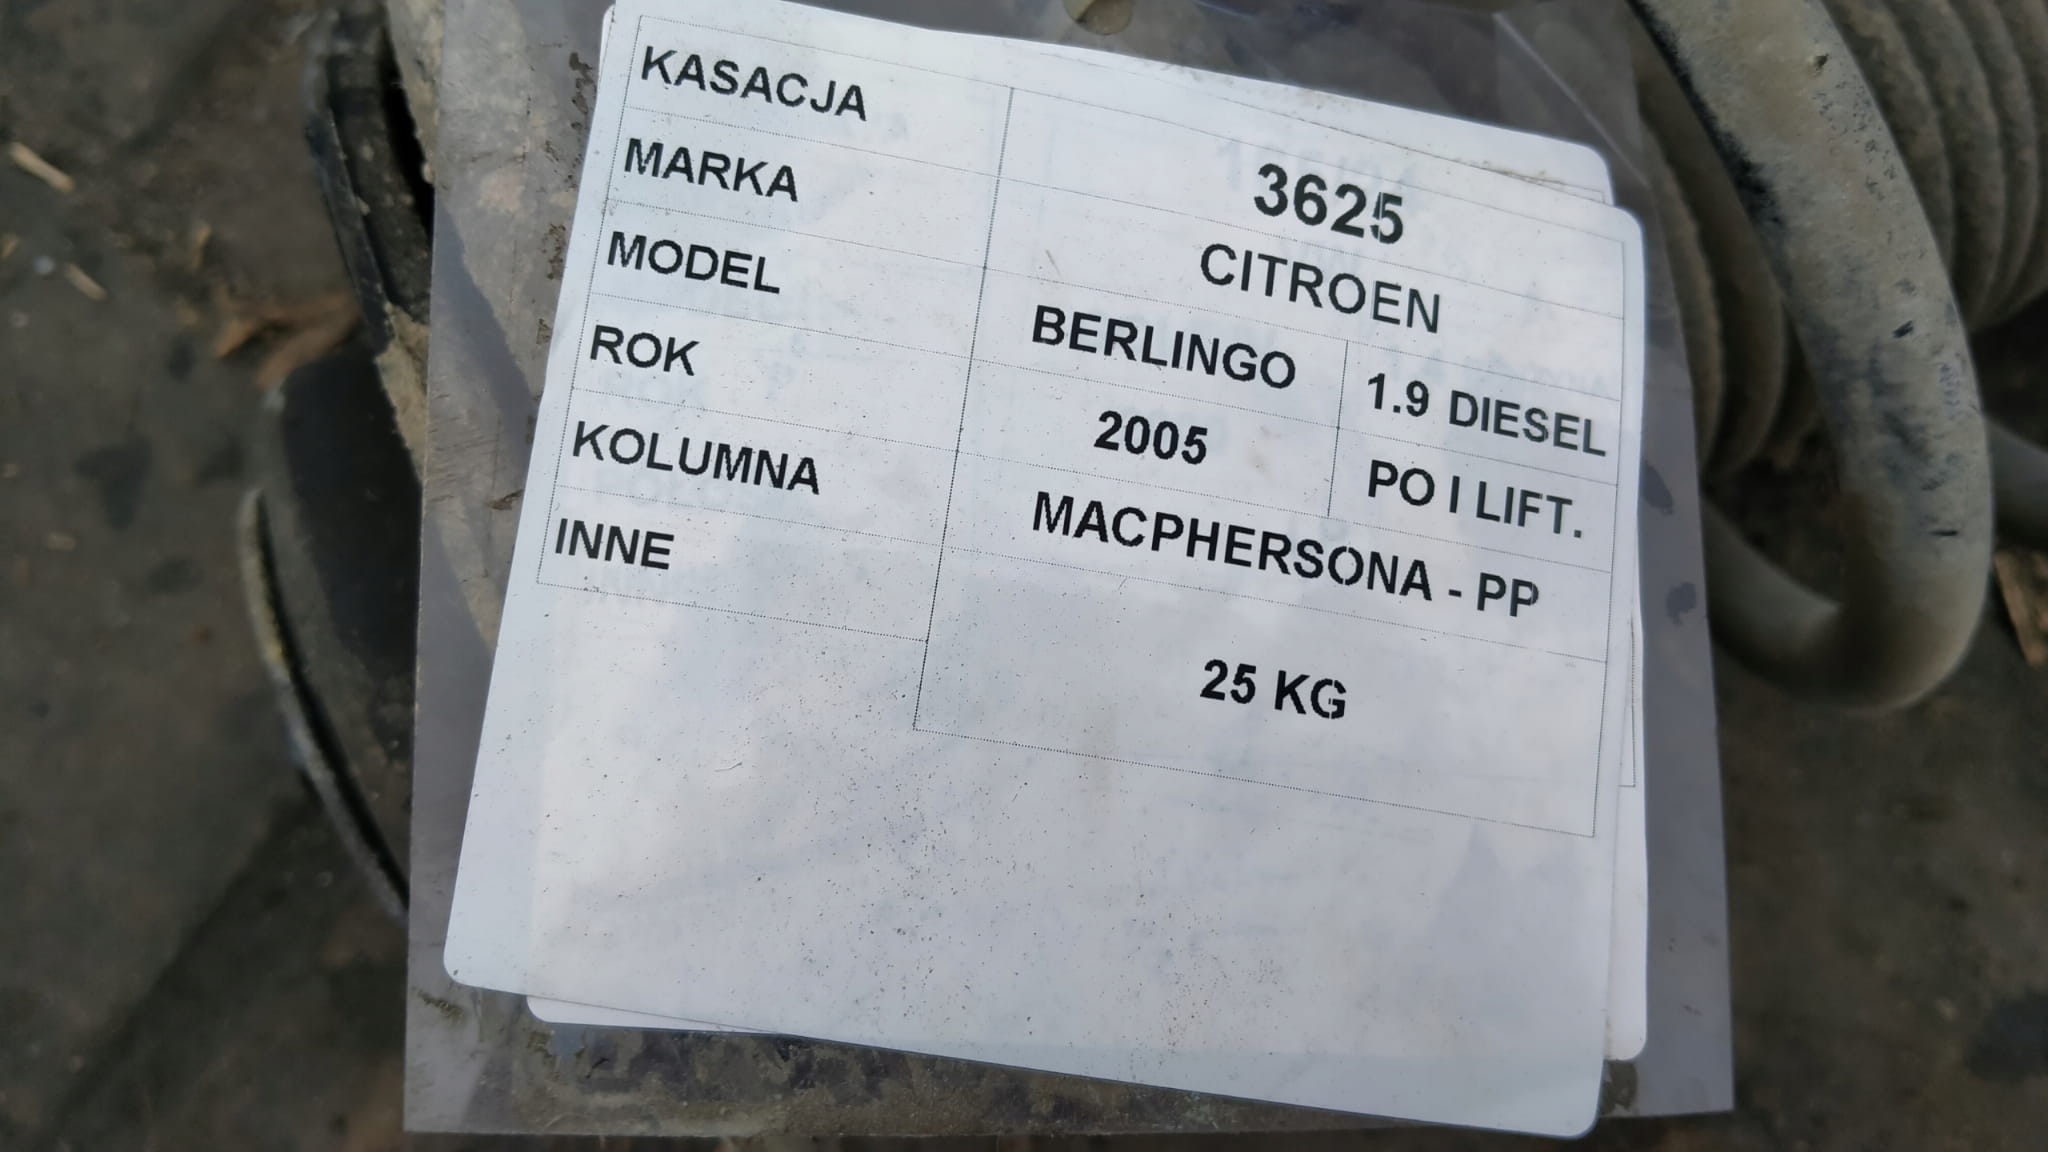 KASACJA 3625
MARKA CITROEN
MODEL BERLINGO 1.9 DIESEL
ROK 2005 PO I LIFT.
KOLUMNA MACPHERSONA - PP
INNE 25 KG